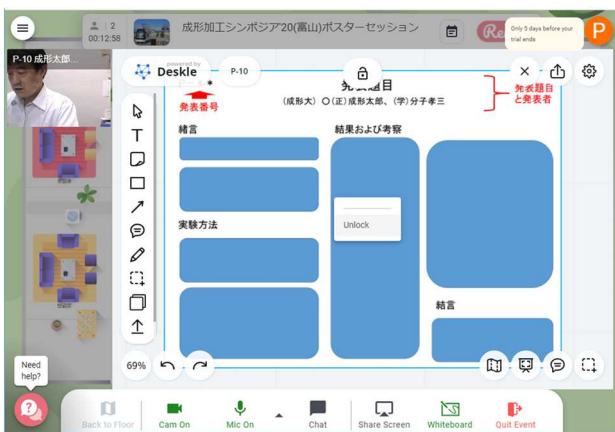 2
00:12:58
成形加工シンポジア'20(富山)ポスターセッション
Re
Only 5 days before your
trial ends
P
P-10 成形太郎...
powered by
Deskle
P-10
発表題目
発表番号
(成形大) 〇(正)成形太郎、(学)分子孝三
発表題目
と発表者
緒言
結果および考察
Unlock
実験方法
結言
69%
Need
help?
Back to Floor
Cam On
Mic On
Chat
Share Screen
Whiteboard
Quit Event